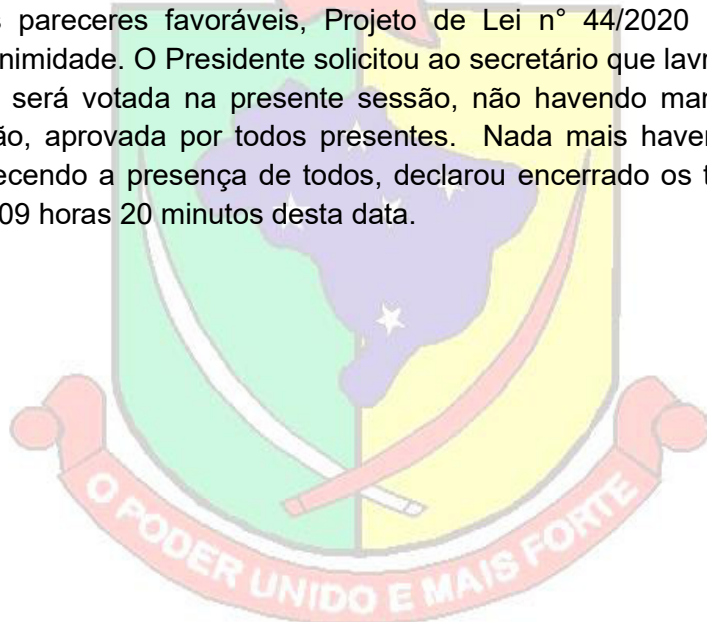 pareceres favoráveis, Projeto de Lei n° 44/2020
nimidade. O Presidente solicitou ao secretário que lavr
será votada na presente sessão, não havendo mar
ão, aprovada por todos presentes. Nada mais haver
ecendo a presença de todos, declarou encerrado os t
09 horas 20 minutos desta data.
O PODER UNIDO E MAIS FORTE